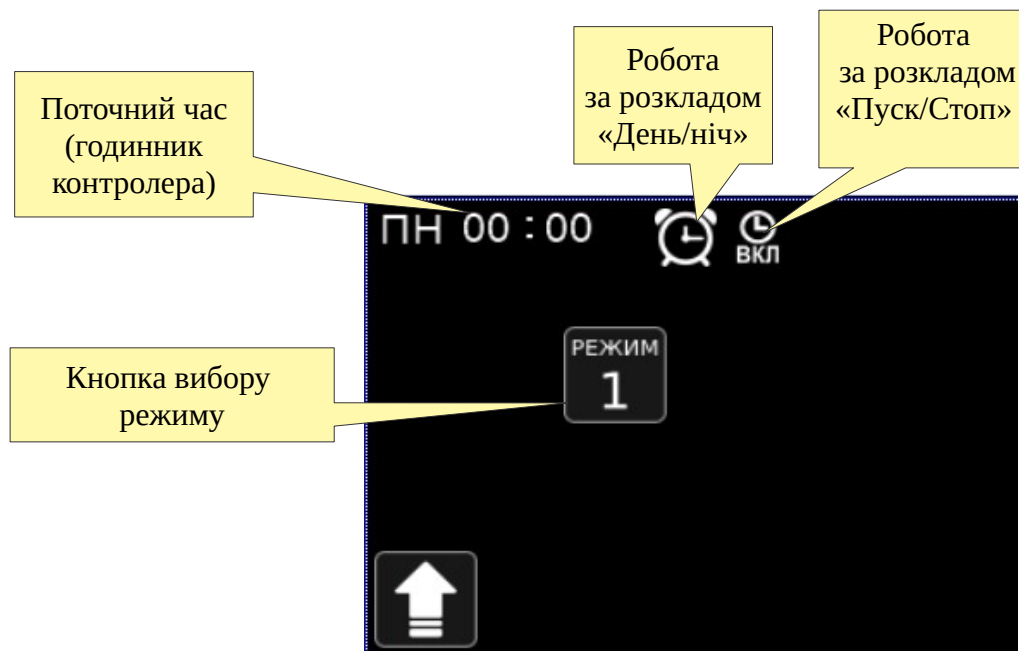 Робота
за розкладом
«День/ніч»
Робота
за розкладом
«Пуск/Стоп»
Поточний час
(годинник
контролера)
ПН 00 : 00
ВКЛ
РЕЖИМ
1
Кнопка вибору
режиму